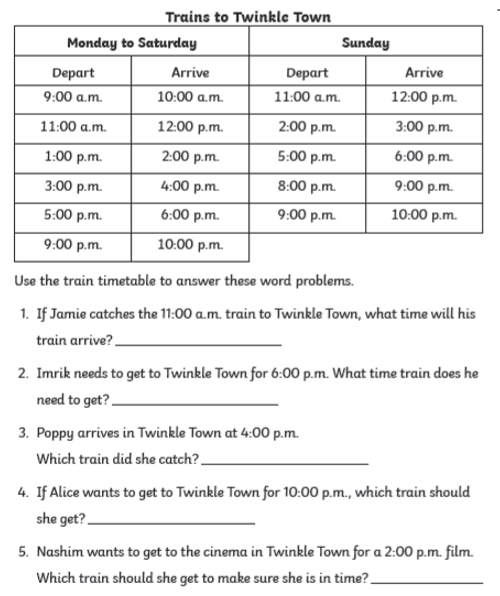 Trains to Twinkle Town
Monday to Saturday Sunday
Depart Arrive Depart Arrive
9:00 a.m. 10:00 a.m. 11:00 a.m. 12:00 p.m.
11:00 a.m. 12:00 p.m. 2:00 p.m. 3:00 p.m.
1:00 p.m. 2:00 p.m. 5:00 p.m. 6:00 p.m.
3:00 p.m. 4:00 p.m. 8:00 p.m. 9:00 p.m.
5:00 p.m. 6:00 p.m. 9:00 p.m. 10:00 p.m.
9:00 p.m. 10:00 p.m.
Use the train timetable to answer these word problems.
1. If Jamie catches the 11:00 a.m. train to Twinkle Town, what time will his
train arrive?
2. Imrik needs to get to Twinkle Town for 6:00 p.m. What time train does he
need to get?
3. Poppy arrives in Twinkle Town at 4:00 p.m.
Which train did she catch?
4. If Alice wants to get to Twinkle Town for 10:00 p.m., which train should
she get?
5. Nashim wants to get to the cinema in Twinkle Town for a 2:00 p.m. film.
Which train should she get to make sure she is in time?